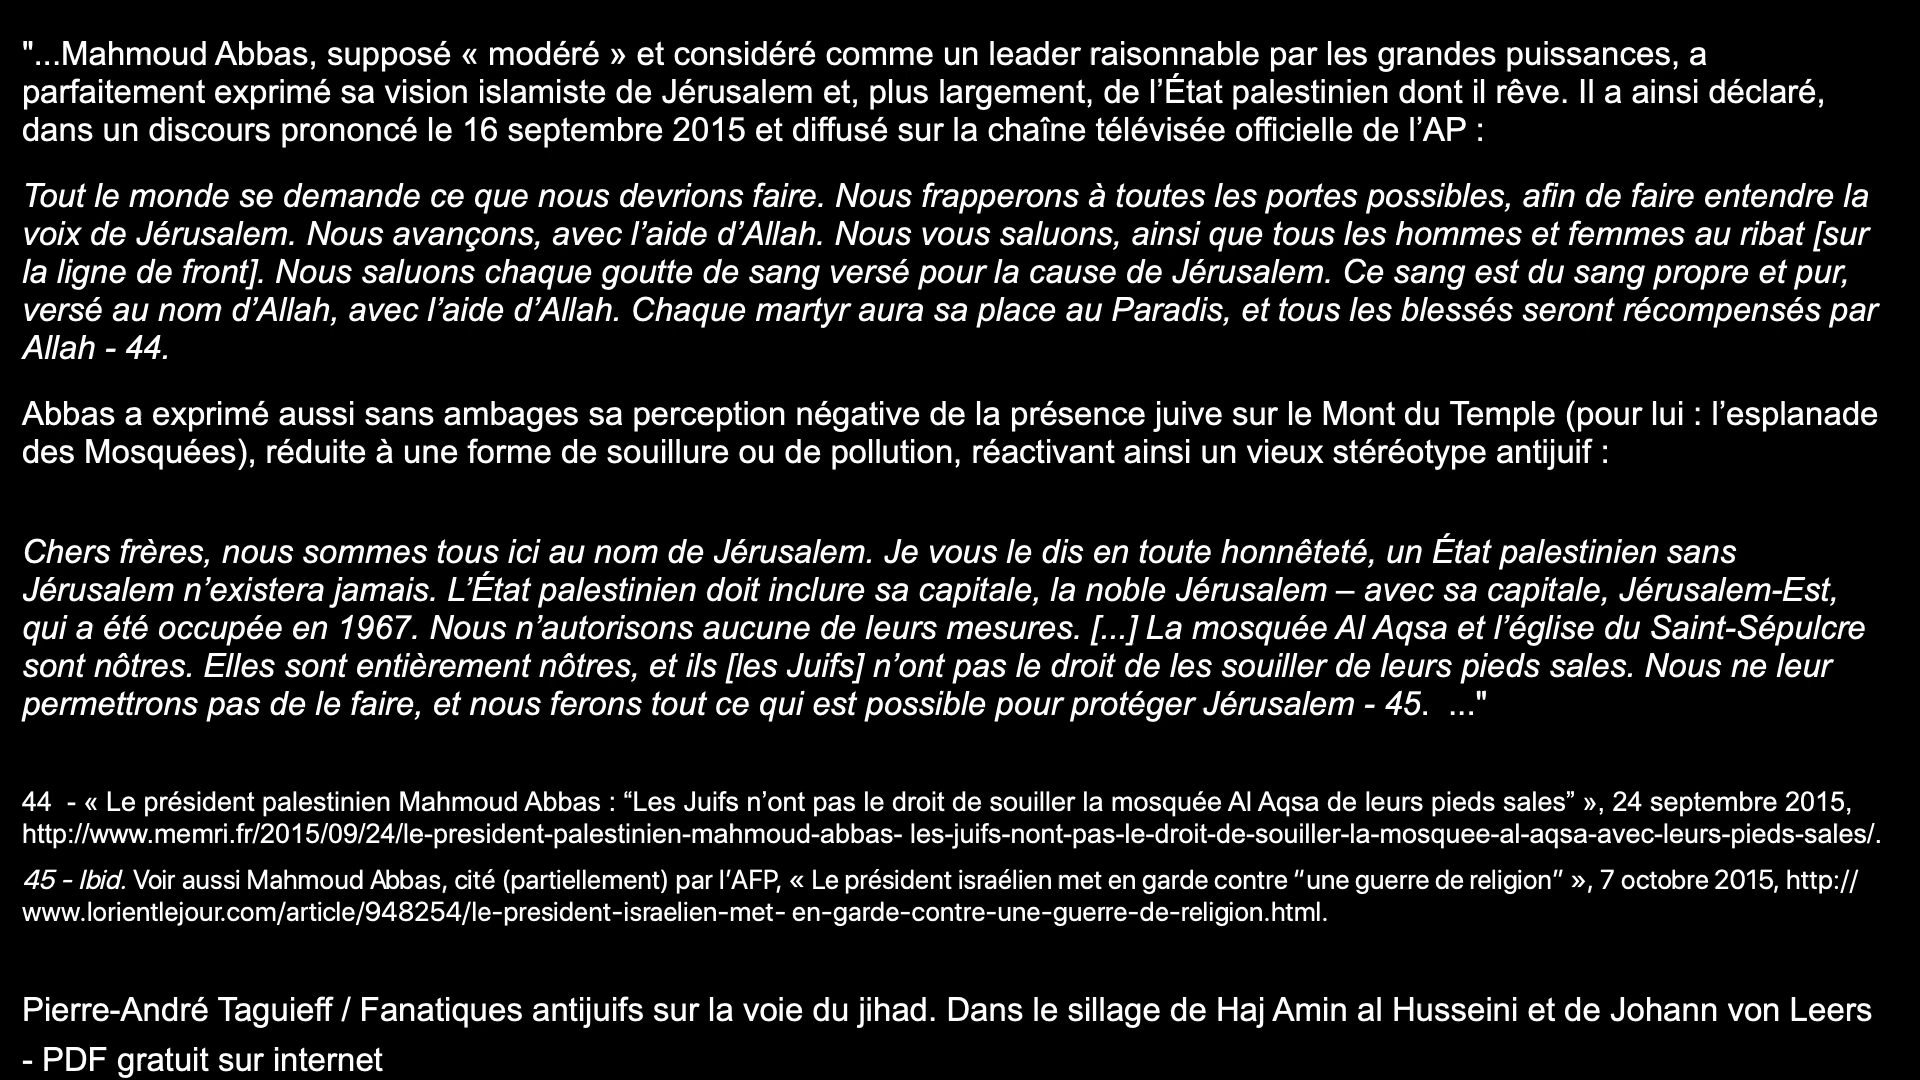 "...Mahmoud Abbas, supposé « modéré » et considéré comme un leader raisonnable par les grandes puissances, a
parfaitement exprimé sa vision islamiste de Jérusalem et, plus largement, de l’État palestinien dont il rêve. Il a ainsi déclaré,
dans un discours prononcé le 16 septembre 2015 et diffusé sur la chaîne télévisée officielle de l’AP :
Tout le monde se demande ce que nous devrions faire. Nous frapperons à toutes les portes possibles, afin de faire entendre la
voix de Jérusalem. Nous avançons, avec l’aide d’Allah. Nous vous saluons, ainsi que tous les hommes et femmes au ribat [sur
la ligne de front]. Nous saluons chaque goutte de sang versé pour la cause de Jérusalem. Ce sang est du sang propre et pur,
versé au nom d’Allah, avec l’aide d’Allah. Chaque martyr aura sa place au Paradis, et tous les blessés seront récompensés par
Allah - 44.
Abbas a exprimé aussi sans ambages sa perception négative de la présence juive sur le Mont du Temple (pour lui : l’esplanade
des Mosquées), réduite à une forme de souillure ou de pollution, réactivant ainsi un vieux stéréotype antijuif :
Chers frères, nous sommes tous ici au nom de Jérusalem. Je vous le dis en toute honnêteté, un État palestinien sans
Jérusalem n’existera jamais. L’État palestinien doit inclure sa capitale, la noble Jérusalem – avec sa capitale, Jérusalem-Est,
qui a été occupée en 1967. Nous n’autorisons aucune de leurs mesures. [...] La mosquée Al Aqsa et l’église du Saint-Sépulcre
sont nôtres. Elles sont entièrement nôtres, et ils [les Juifs] n’ont pas le droit de les souiller de leurs pieds sales. Nous ne leur
permettrons pas de le faire, et nous ferons tout ce qui est possible pour protéger Jérusalem - 45.  ..."
44  - « Le président palestinien Mahmoud Abbas : “Les Juifs n’ont pas le droit de souiller la mosquée Al Aqsa de leurs pieds sales” », 24 septembre 2015,
http://www.memri.fr/2015/09/24/le-president-palestinien-mahmoud-abbas- les-juifs-nont-pas-le-droit-de-souiller-la-mosquee-al-aqsa-avec-leurs-pieds-sales/.
45 - Ibid. Voir aussi Mahmoud Abbas, cité (partiellement) par l’AFP, « Le président israélien met en garde contre “une guerre de religion” », 7 octobre 2015, http://
www.lorientlejour.com/article/948254/le-president-israelien-met- en-garde-contre-une-guerre-de-religion.html.
Pierre-André Taguieff / Fanatiques antijuifs sur la voie du jihad. Dans le sillage de Haj Amin al Husseini et de Johann von Leers
- PDF gratuit sur internet